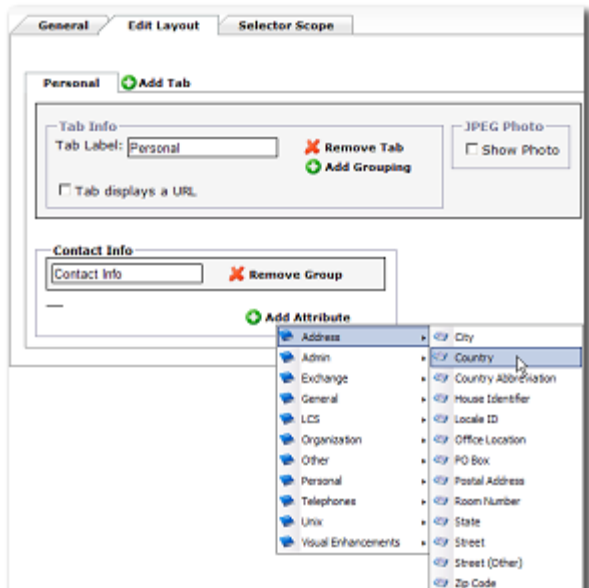 General Edit Layout Selector Scope
Personal Add Tab
Tab Info JPEG Photo
Tab Label: Personal Remove Tab Show Photo
Add Grouping
Tab displays a URL
Contact Info
Contact Info Remove Group
Add Attribute
Address City
Admin Country
Exchange Country Abbreviation
General House Identifier
LCS Locale ID
Organization Office Location
Other PO Box
Personal Postal Address
Telephones Room Number
Unix State
Visual Enhancements Street
Street (Other)
Zip Code